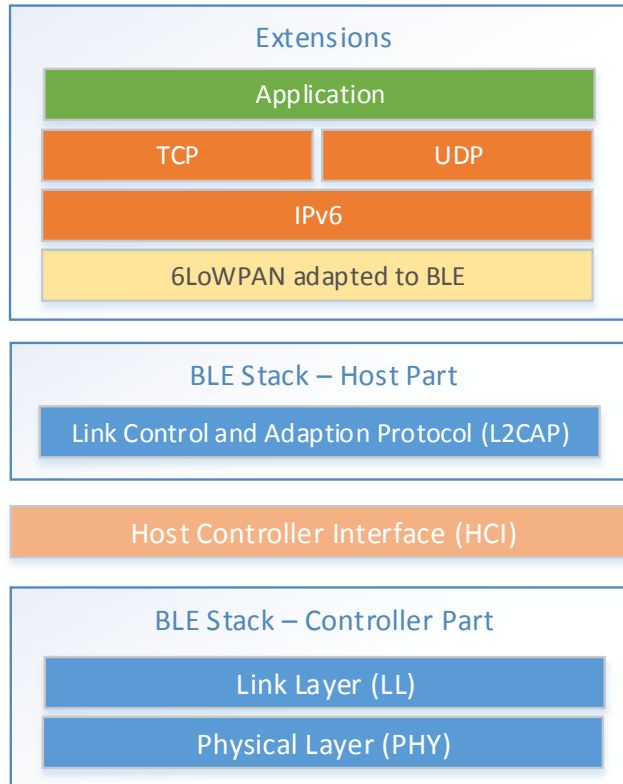 Extensions
Application
TCP
UDP
IPv6
6LoWPAN adapted to BLE
BLE Stack – Host Part
Link Control and Adaption Protocol (L2CAP)
Host Controller Interface (HCI)
BLE Stack – Controller Part
Link Layer (LL)
Physical Layer (PHY)